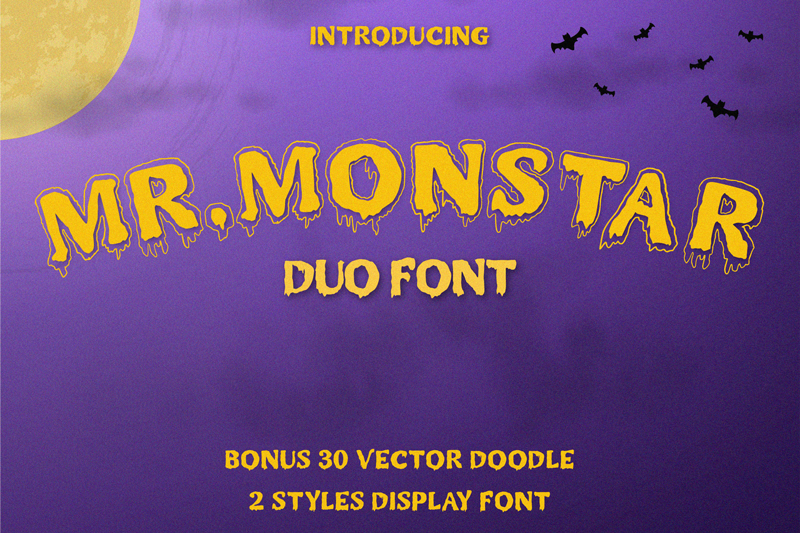 INTRODUCING
MR.MONSTAR
DUO FONT
BONUS 30 VECTOR DOODLE
2 STYLES DISPLAY FONT